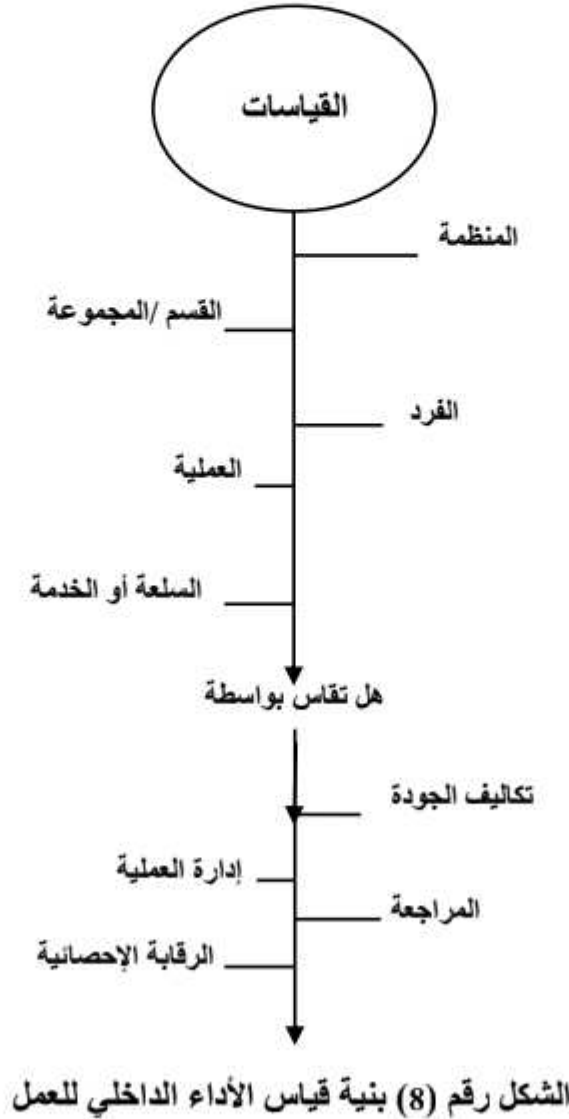 القياسات
المنظمة
القسم /المجموعة
الفرد
العملية
السلعة أو الخدمة
هل تقاس بواسطة
تكاليف الجودة
إدارة العملية
المراجعة
الرقابة الإحصائية
الشكل رقم (8) بنية قياس الأداء الداخلي للعمل